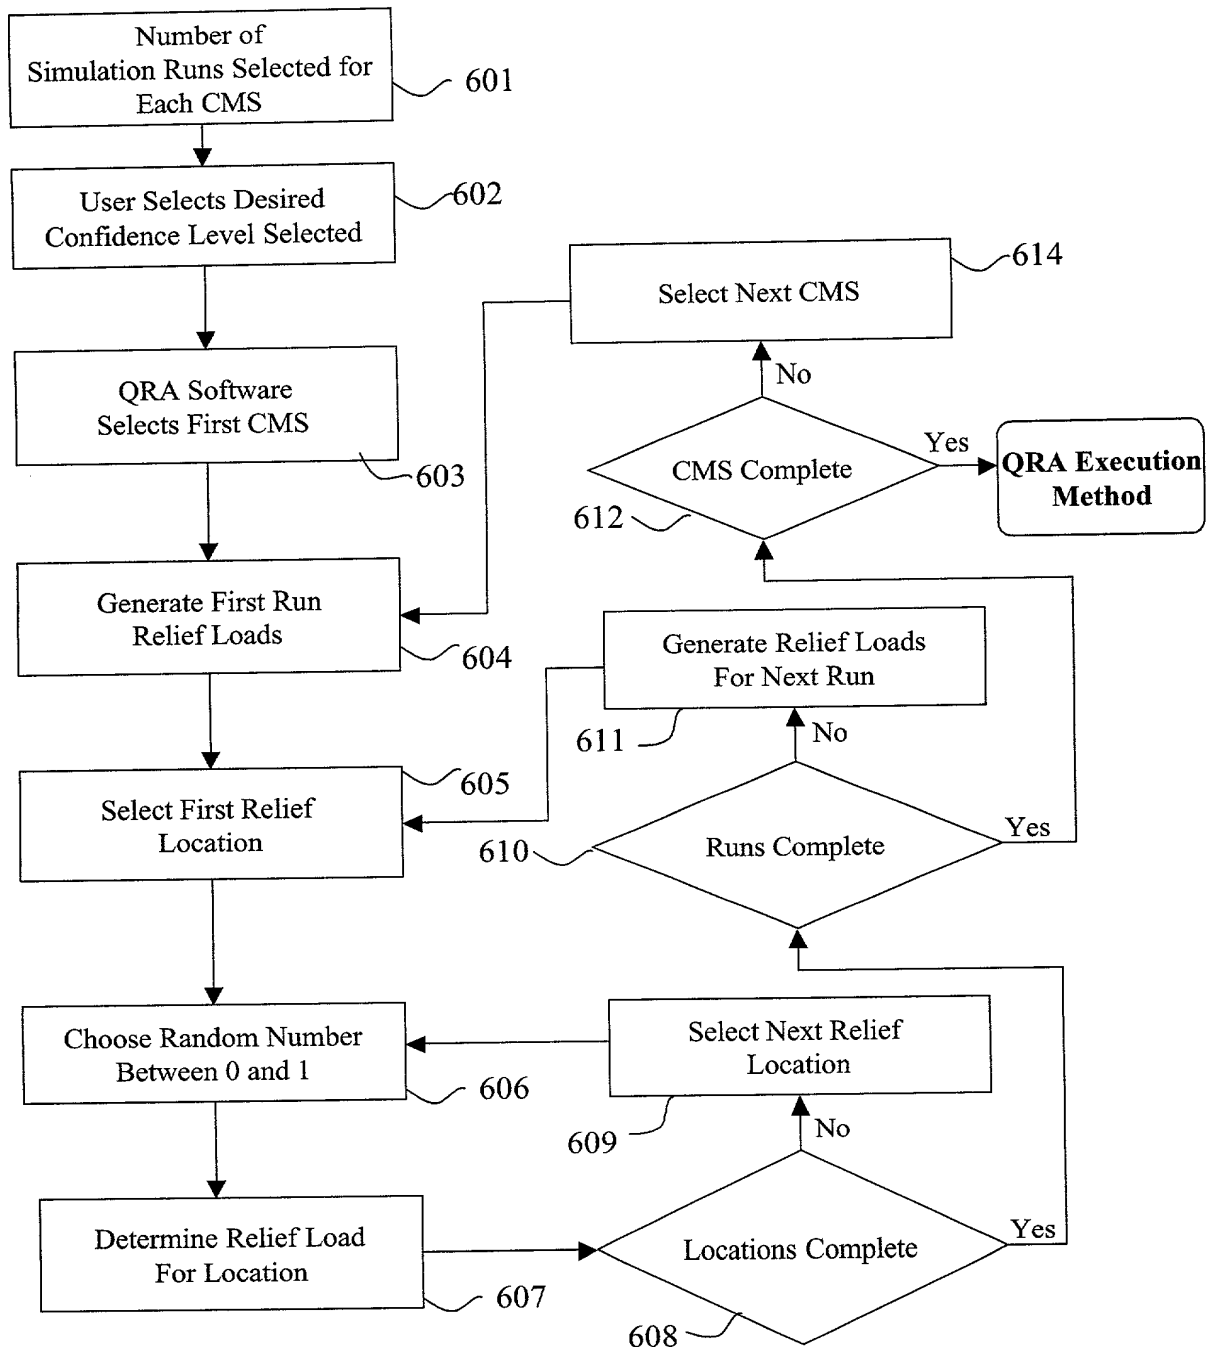 Number of
Simulation Runs Selected for
Each CMS
601
User Selects Desired
Confidence Level Selected
602
QRA Software
Selects First CMS
603
Generate First Run
Relief Loads
604
Select First Relief
Location
605
Choose Random Number
Between 0 and 1
606
Determine Relief Load
For Location
607
Locations Complete
608
Yes
No
Select Next Relief
Location
609
Runs Complete
610
Yes
No
Generate Relief Loads
For Next Run
611
CMS Complete
612
Yes
No
QRA Execution
Method
Select Next CMS
614